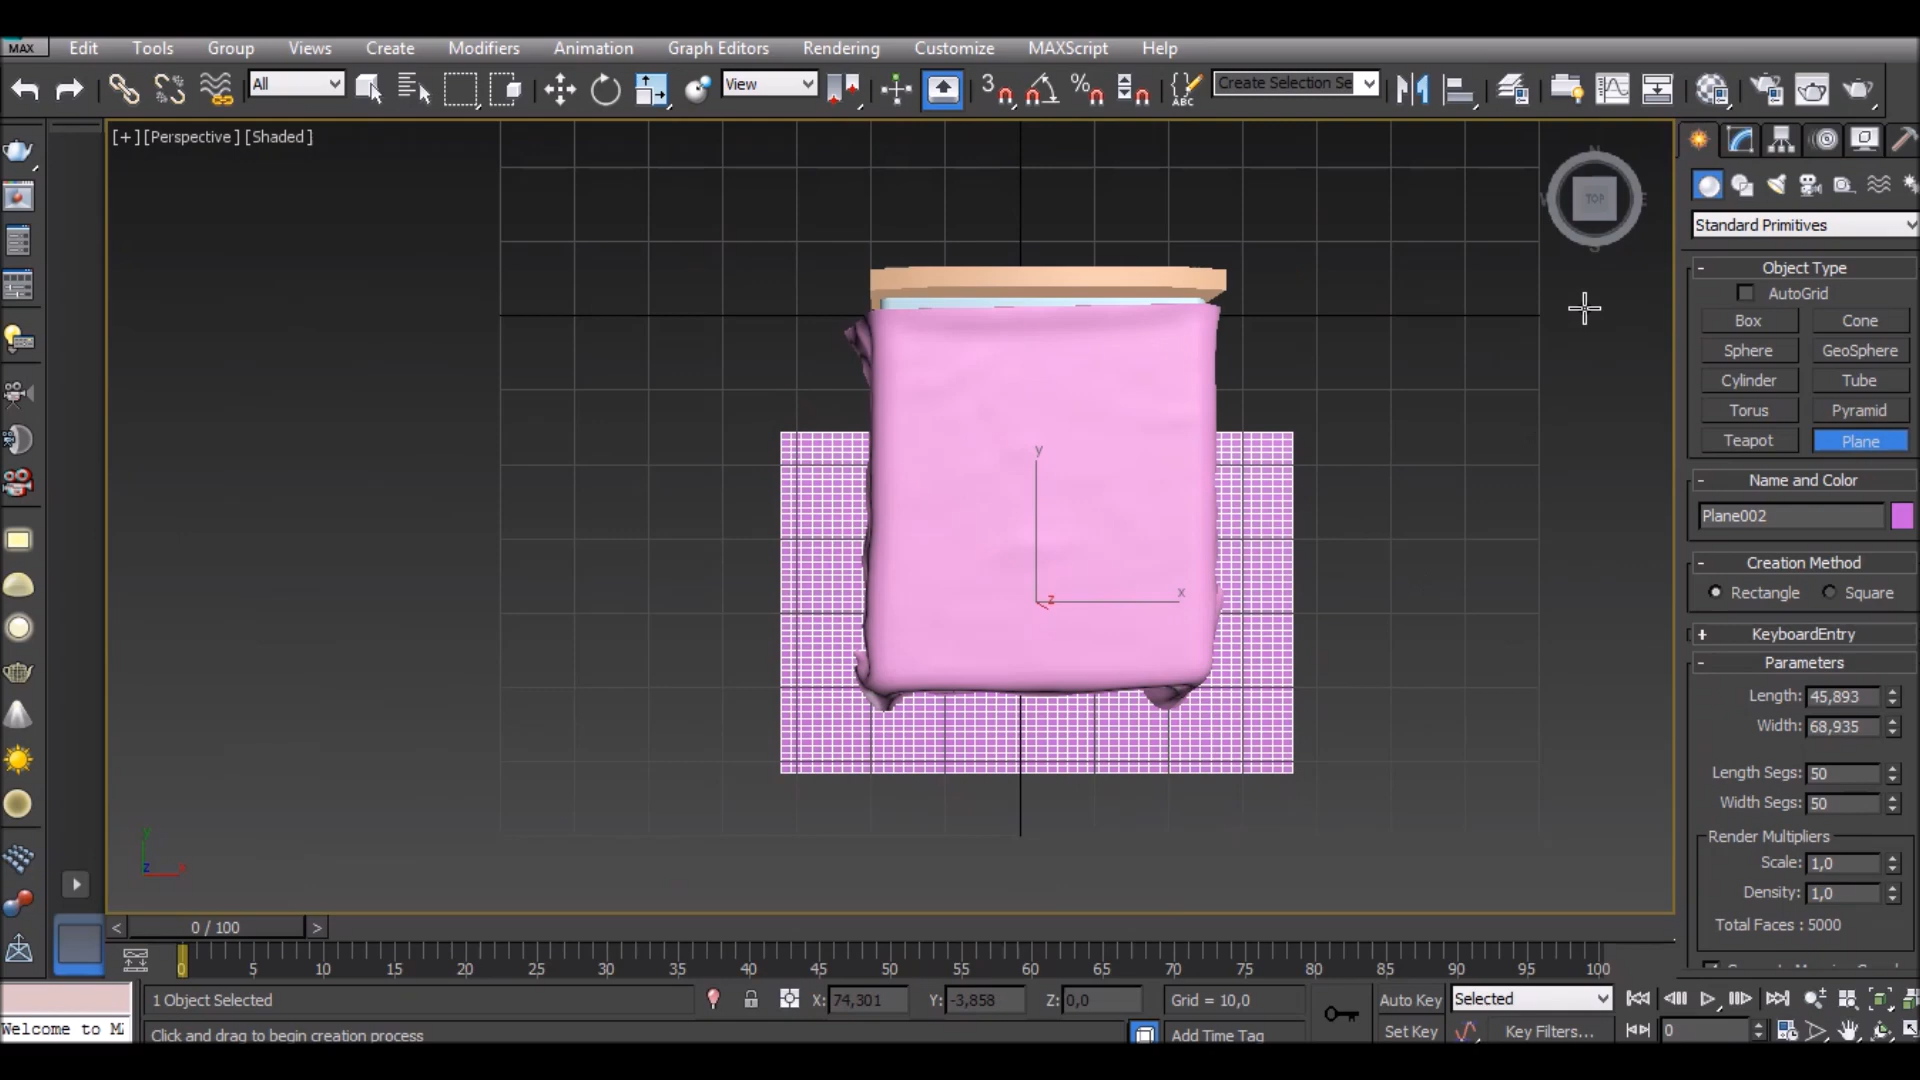 MAX Edit Tools Group Views Create Modifiers Animation Graph Editors Rendering Customize MAXScript Help
All View 3 % ABC Create Selection Se
[+] [Perspective] [Shaded]
TOP
Standard Primitives
- Object Type
AutoGrid
Box Cone
Sphere GeoSphere
Cylinder Tube
Torus Pyramid
Teapot Plane
- Name and Color
Plane002
- Creation Method
Rectangle Square
+ KeyboardEntry
- Parameters
Length: 45,893
Width: 68,935
Length Segs: 50
Width Segs: 50
Render Multipliers
Scale: 1,0
Density: 1,0
Total Faces : 5000
y
x
z
y
z x
< 0 / 100 >
0 5 10 15 20 25 30 35 40 45 50 55 60 65 70 75 80 85 90 95 100
1 Object Selected X: 74,301 Y: -3,858 Z: 0,0 Grid = 10,0 Auto Key Selected
Welcome to M
Click and drag to begin creation process Add Time Tag Set Key Key Filters... 0